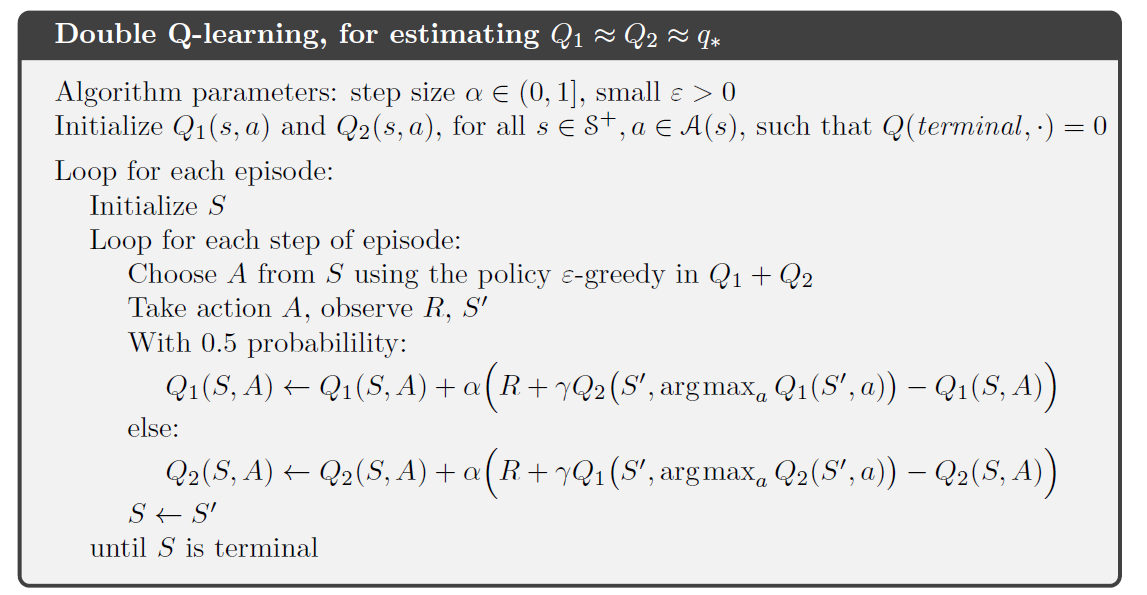 Double Q-learning, for estimating Q₁ ≈ Q₂ ≈ q∗
Algorithm parameters: step size α ∈ (0, 1], small ε > 0
Initialize Q₁(s, a) and Q₂(s, a), for all s ∈ 𝒮⁺, a ∈ 𝒜(s), such that Q(terminal, ·) = 0
Loop for each episode:
Initialize S
Loop for each step of episode:
Choose A from S using the policy ε-greedy in Q₁ + Q₂
Take action A, observe R, S′
With 0.5 probabilility:
Q₁(S, A) ← Q₁(S, A) + α(R + γQ₂(S′, argmaxₐ Q₁(S′, a)) − Q₁(S, A))
else:
Q₂(S, A) ← Q₂(S, A) + α(R + γQ₁(S′, argmaxₐ Q₂(S′, a)) − Q₂(S, A))
S ← S′
until S is terminal